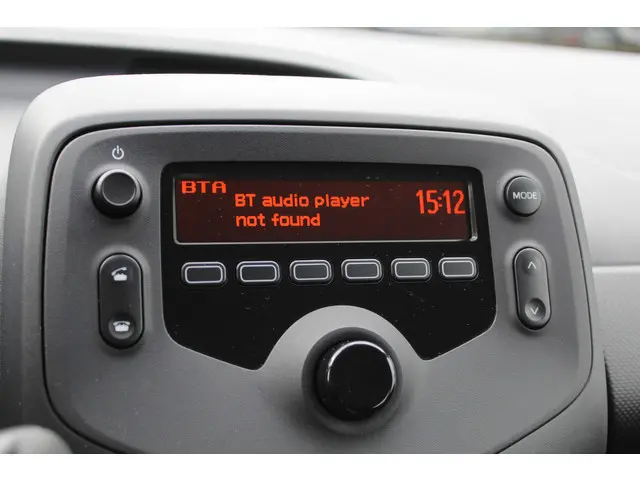 BTA
BT audio player
not found
15:12
MODE